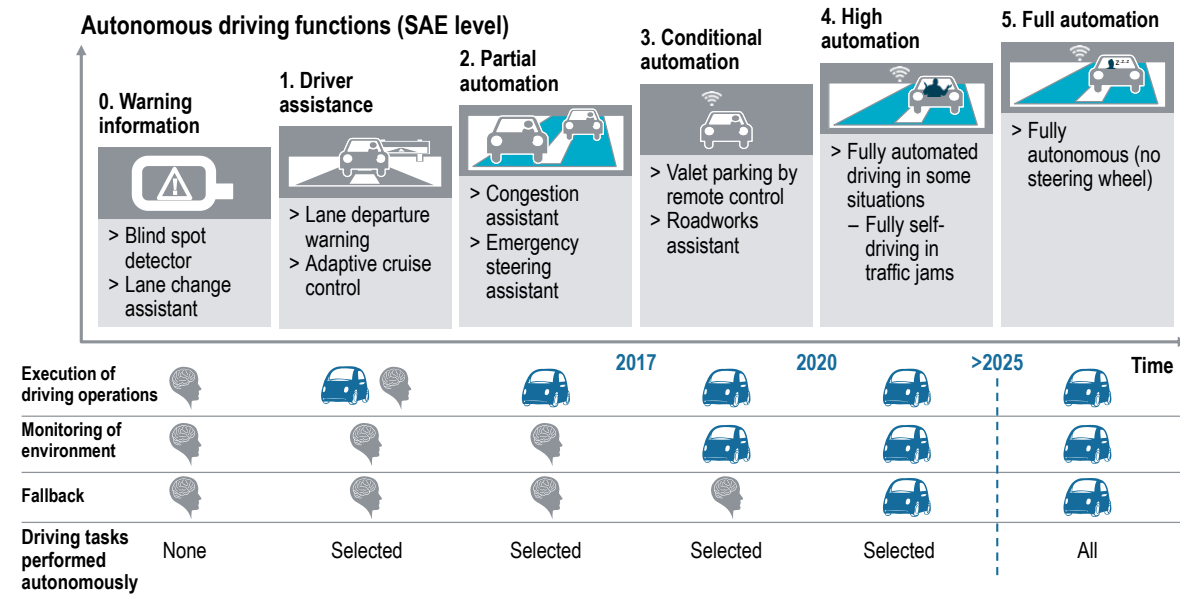 Autonomous driving functions (SAE level)
0. Warning
information
> Blind spot
detector
> Lane change
assistant
1. Driver
assistance
> Lane departure
warning
> Adaptive cruise
control
2. Partial
automation
> Congestion
assistant
> Emergency
steering
assistant
3. Conditional
automation
> Valet parking by
remote control
> Roadworks
assistant
4. High
automation
> Fully automated
driving in some
situations
– Fully self-
driving in
traffic jams
5. Full automation
zzz
> Fully
autonomous (no
steering wheel)
2017
2020
>2025
Time
Execution of
driving operations
Monitoring of
environment
Fallback
Driving tasks
performed
autonomously
None
Selected
Selected
Selected
Selected
All